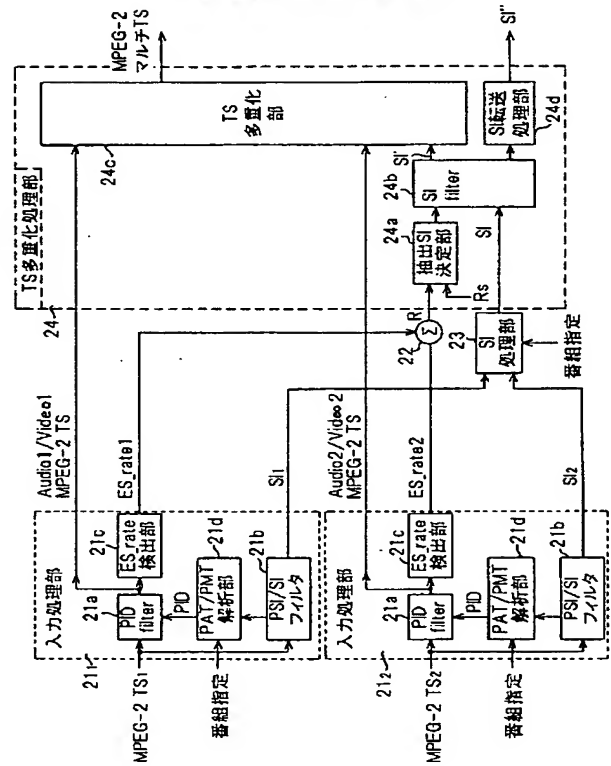 MPEG-2
マルチTS
SI''
TS多重化処理部
TS
多重化
部
24c
SI転送
処理部
24d
SI'
SI
filter
24b
24a
抽出SI
決定部
SI
24
R
Rs
Σ
22
23
SI
処理部
番組指定
Audio1/Video1
MPEG-2 TS
ES_rate1
SI1
Audio2/Video2
MPEG-2 TS
ES_rate2
SI2
入力処理部
21c
ES_rate
検出部
21a
PID
filter
PID
21d
PAT/PMT
解析部
21b
PSI/SI
フィルタ
211
MPEG-2 TS1
番組指定
入力処理部
21c
ES_rate
検出部
21a
PID
filter
PID
21d
PAT/PMT
解析部
21b
PSI/SI
フィルタ
212
MPEG-2 TS2
番組指定